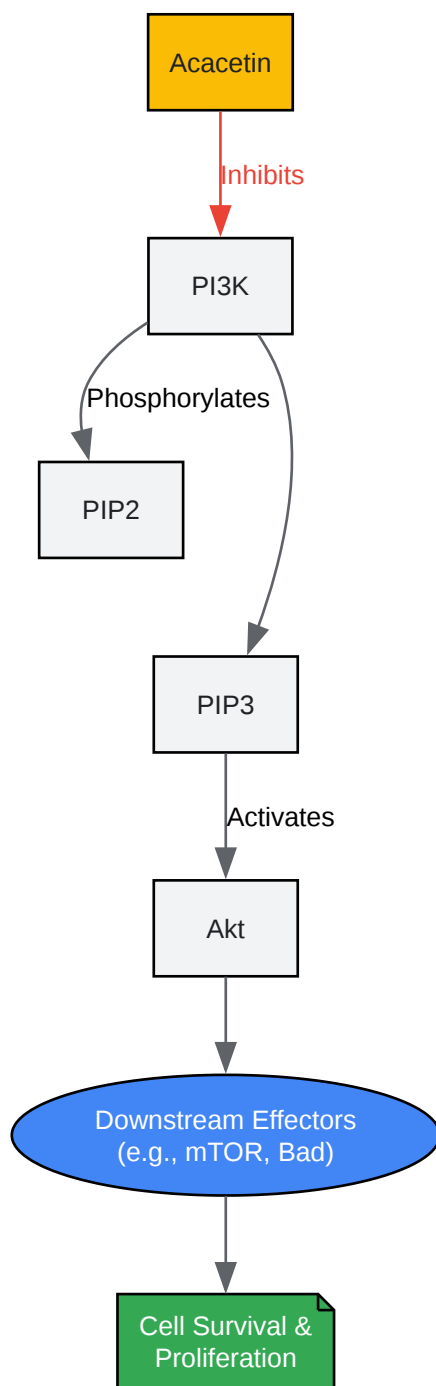 Acacetin
Inhibits
PI3K
Phosphorylates
PIP2
PIP3
Activates
Akt
Downstream Effectors
(e.g., mTOR, Bad)
Cell Survival &
Proliferation